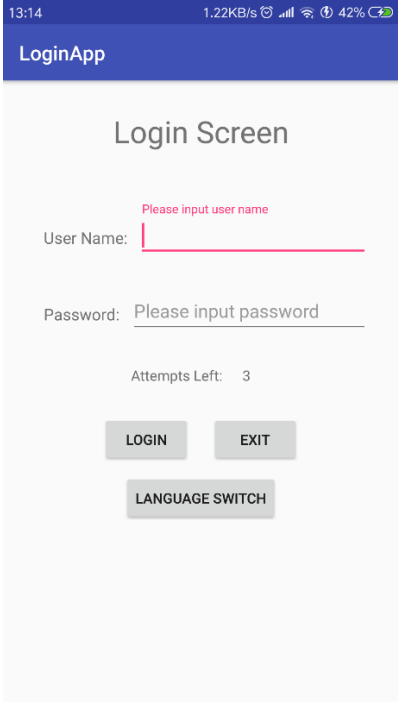 13:14 1.22KB/s 42%
LoginApp
Login Screen
Please input user name
User Name:
Password: Please input password
Attempts Left: 3
LOGIN EXIT
LANGUAGE SWITCH